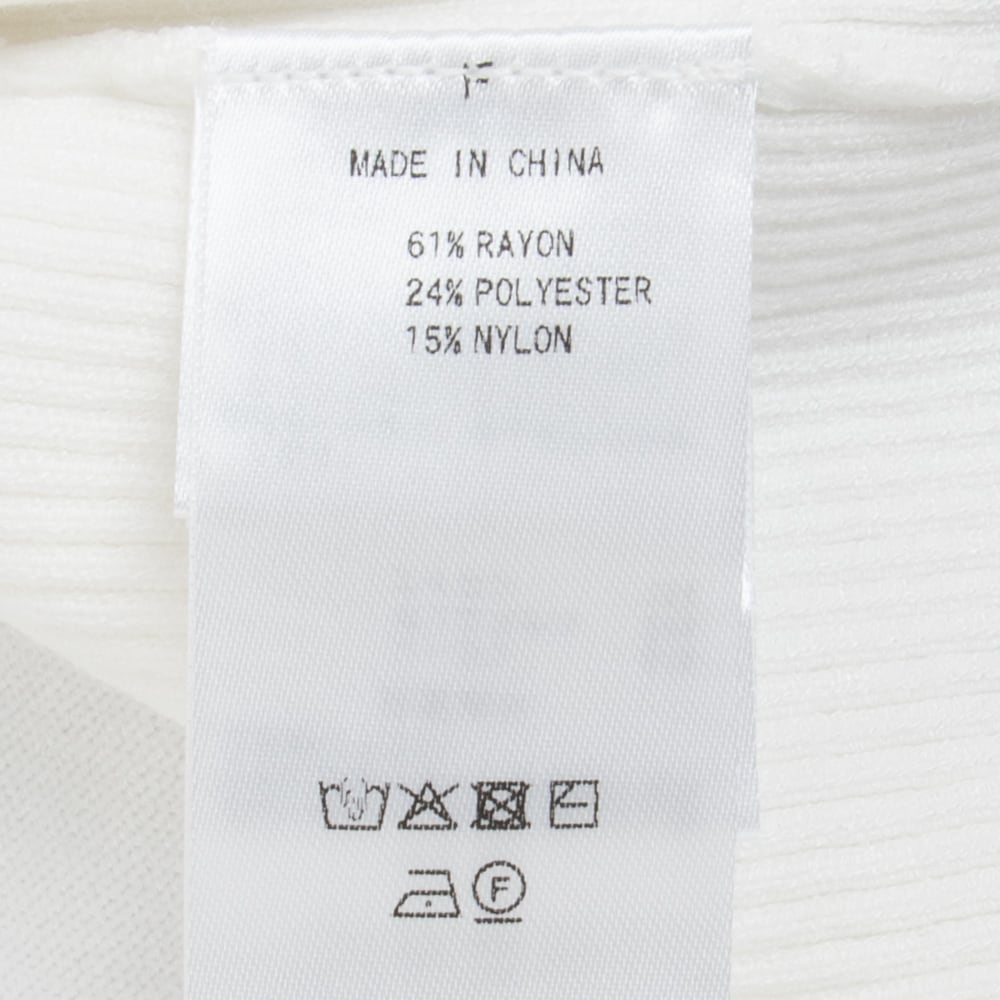 F
MADE IN CHINA
61% RAYON
24% POLYESTER
15% NYLON
F